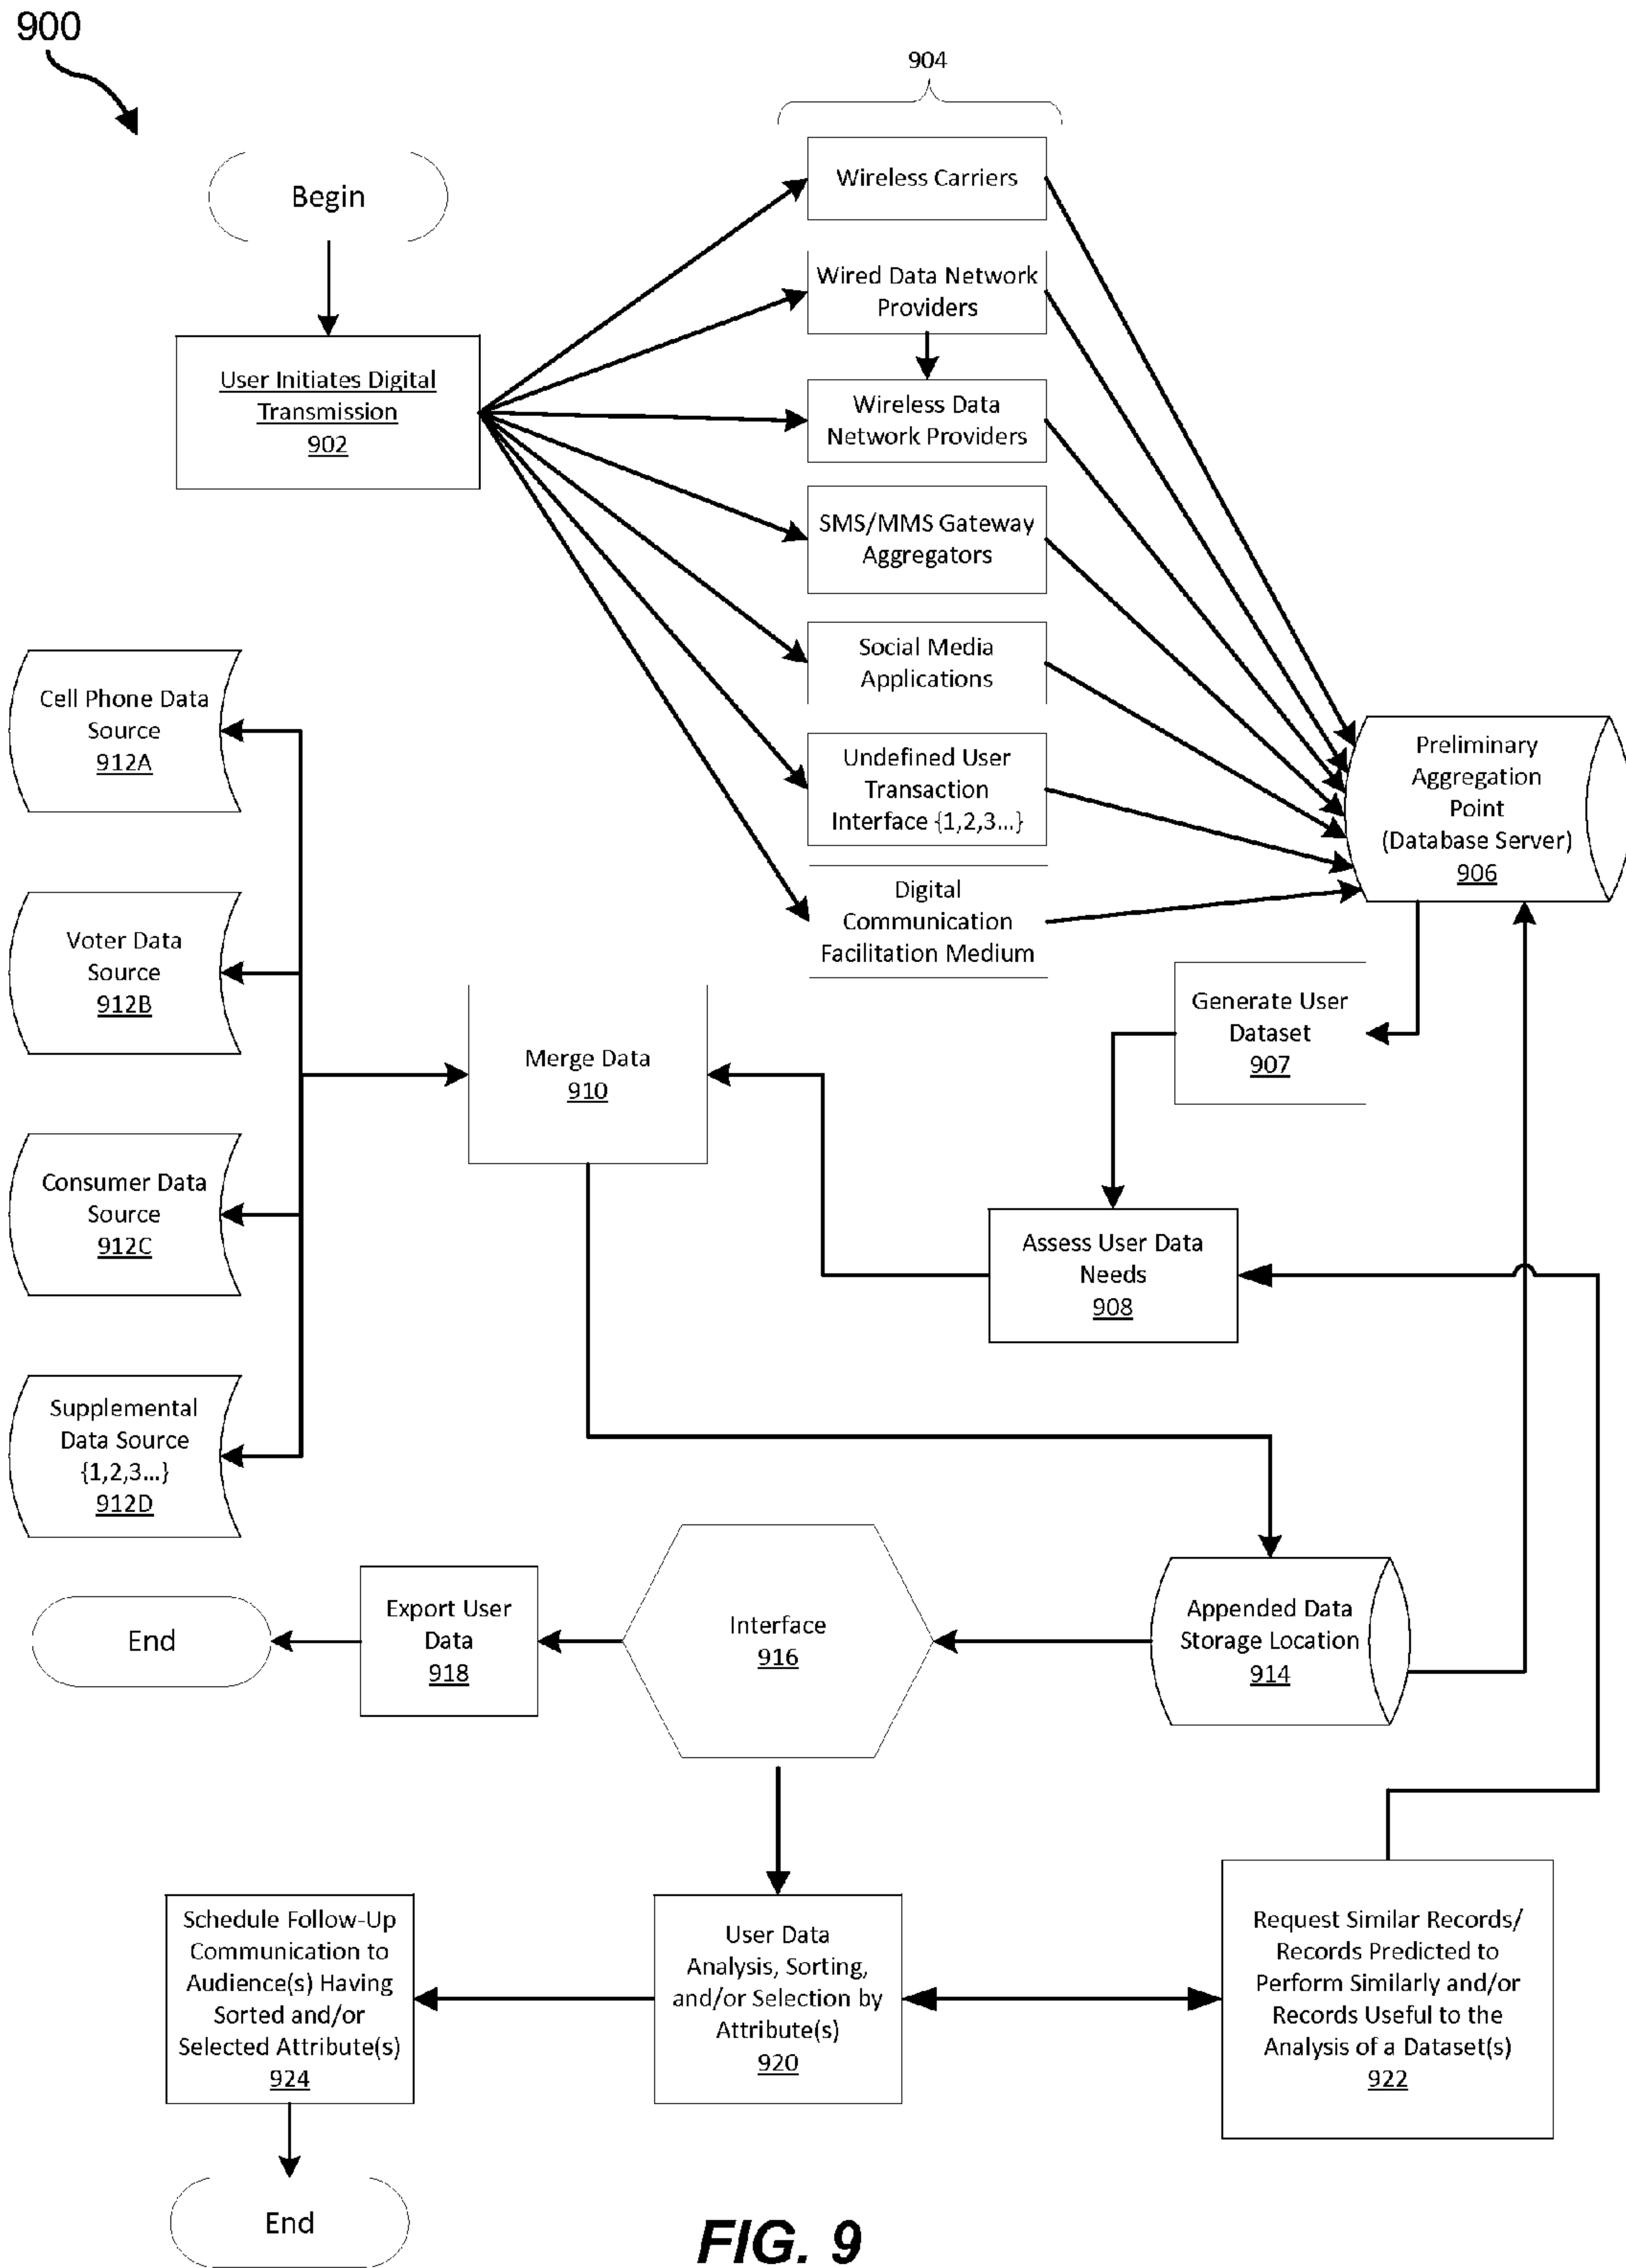 900
904
Begin
Wireless Carriers
Wired Data Network
Providers
User Initiates Digital
Transmission
902
Wireless Data
Network Providers
SMS/MMS Gateway
Aggregators
Social Media
Applications
Undefined User
Transaction
Interface {1,2,3...}
Digital
Communication
Facilitation Medium
Preliminary
Aggregation
Point
(Database Server)
906
Cell Phone Data
Source
912A
Voter Data
Source
912B
Consumer Data
Source
912C
Supplemental
Data Source
{1,2,3...}
912D
Merge Data
910
Generate User
Dataset
907
Assess User Data
Needs
908
End
Export User
Data
918
Interface
916
Appended Data
Storage Location
914
Schedule Follow-Up
Communication to
Audience(s) Having
Sorted and/or
Selected Attribute(s)
924
User Data
Analysis, Sorting,
and/or Selection by
Attribute(s)
920
Request Similar Records/
Records Predicted to
Perform Similarly and/or
Records Useful to the
Analysis of a Dataset(s)
922
End
FIG. 9